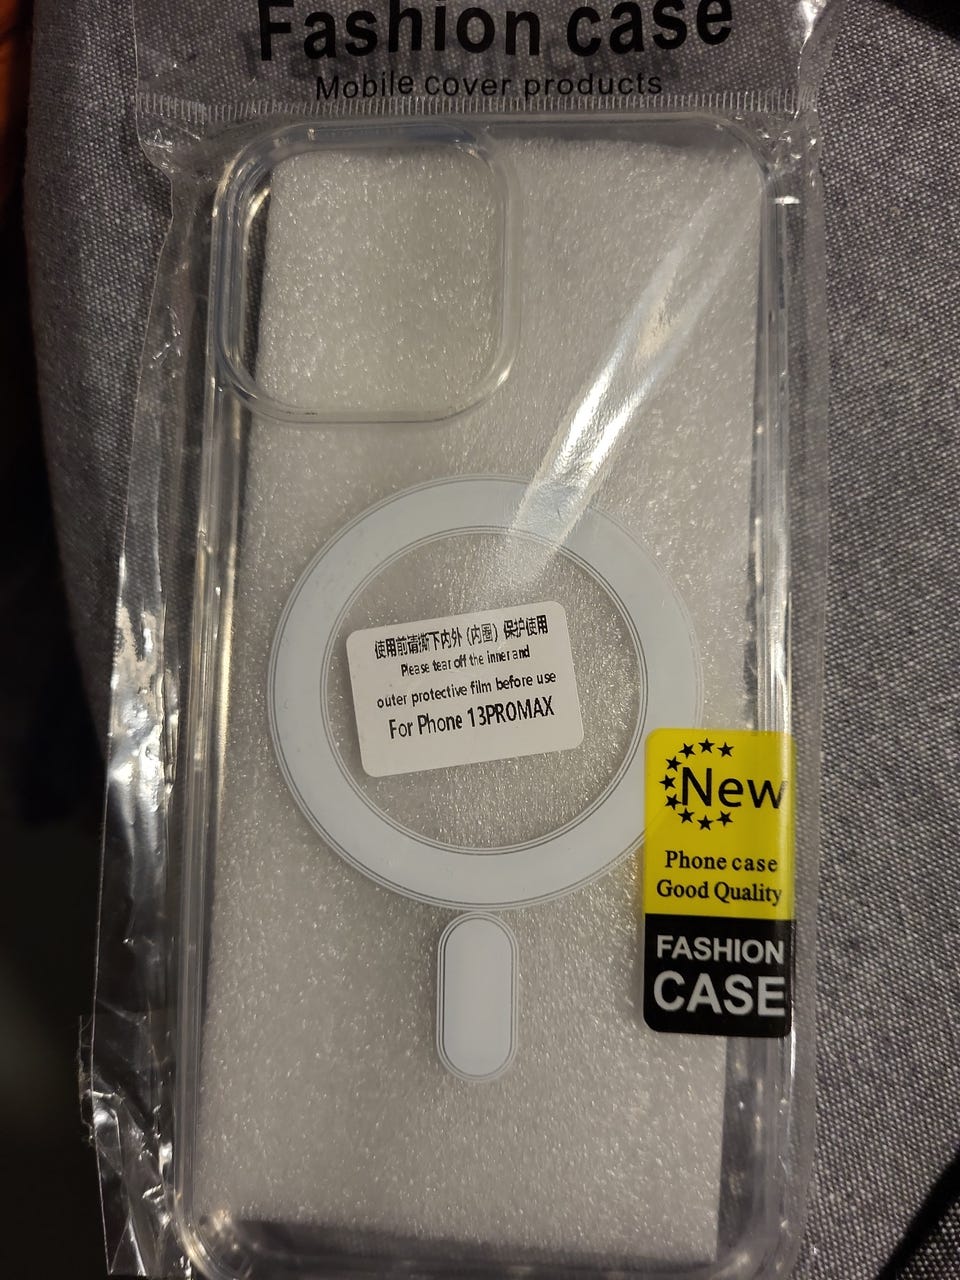 Fashion case
Mobile cover products
使用前请撕下内外（内圈）保护使用
Please tear off the inner and
outer protective film before use
For Phone 13PROMAX
New
Phone case
Good Quality
FASHION
CASE